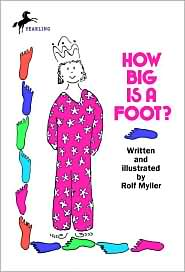 YEARLING
HOW
BIG
IS A
FOOT?
Written
and
illustrated
by
Rolf Myller